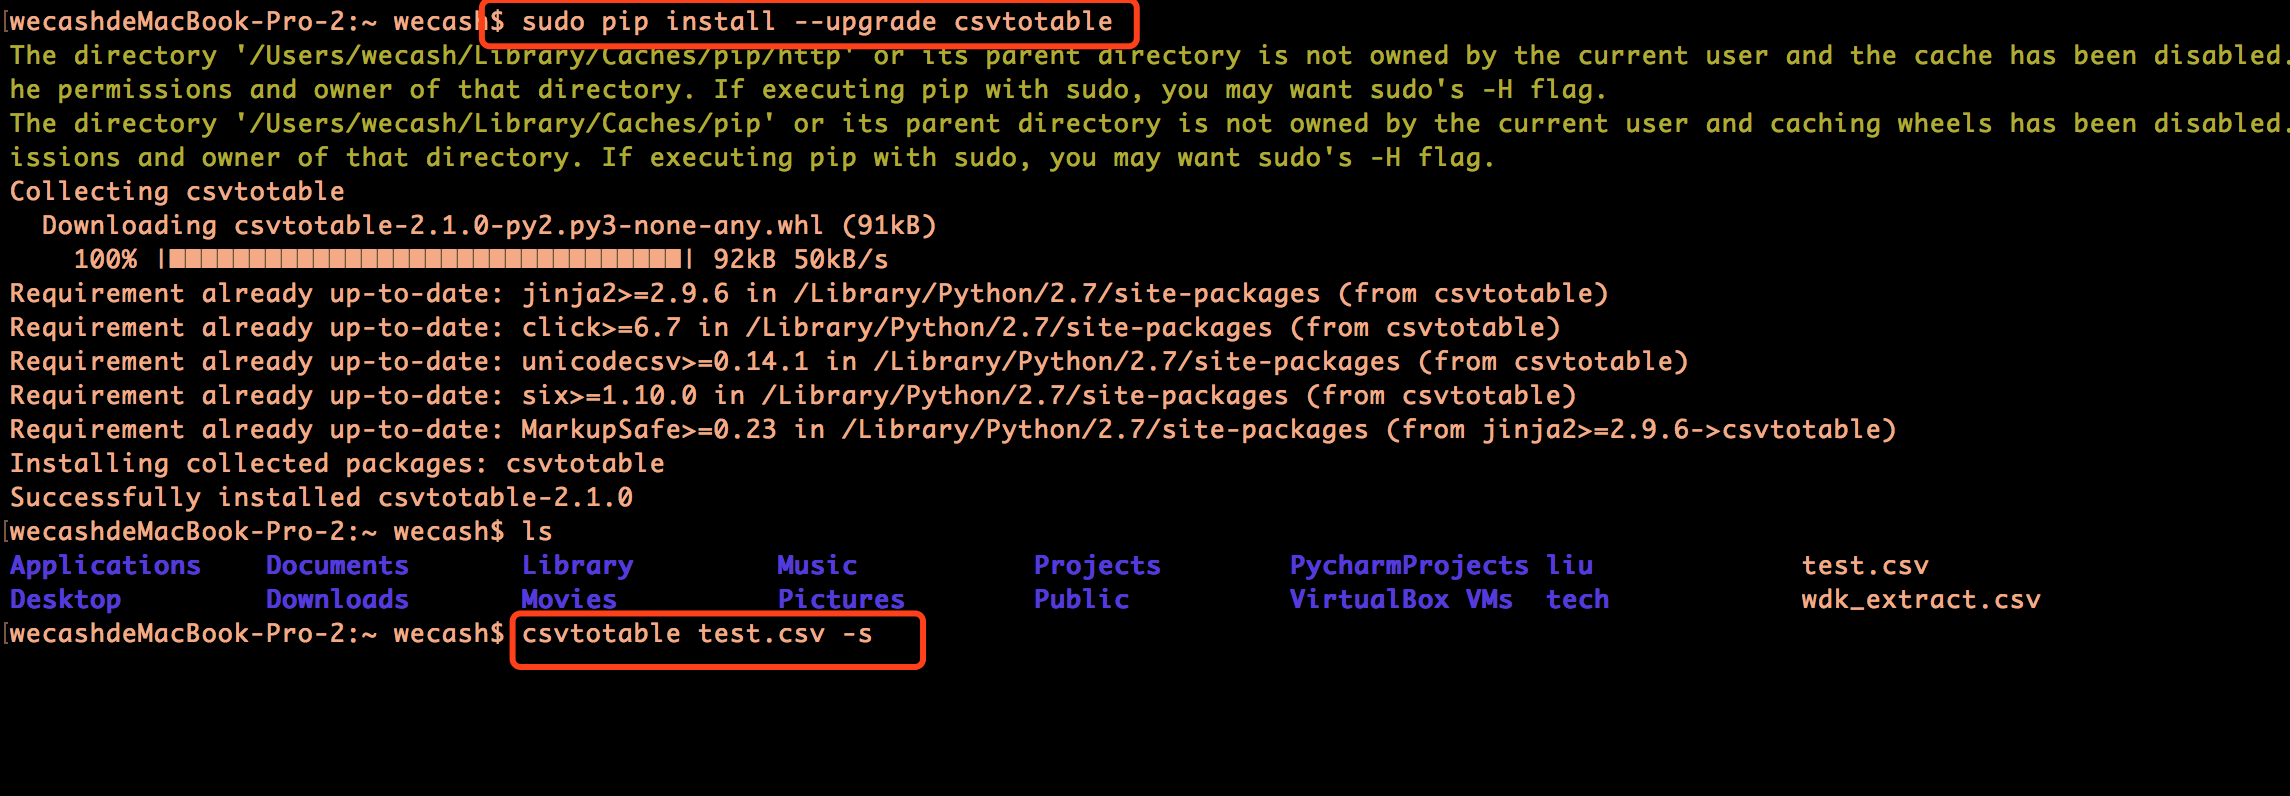 [wecashdeMacBook-Pro-2:~ wecash$ sudo pip install --upgrade csvtotable
The directory '/Users/wecash/Library/Caches/pip/http' or its parent directory is not owned by the current user and the cache has been disabled.
he permissions and owner of that directory. If executing pip with sudo, you may want sudo's -H flag.
The directory '/Users/wecash/Library/Caches/pip' or its parent directory is not owned by the current user and caching wheels has been disabled.
issions and owner of that directory. If executing pip with sudo, you may want sudo's -H flag.
Collecting csvtotable
  Downloading csvtotable-2.1.0-py2.py3-none-any.whl (91kB)
    100% |████████████████████████████████| 92kB 50kB/s
Requirement already up-to-date: jinja2>=2.9.6 in /Library/Python/2.7/site-packages (from csvtotable)
Requirement already up-to-date: click>=6.7 in /Library/Python/2.7/site-packages (from csvtotable)
Requirement already up-to-date: unicodecsv>=0.14.1 in /Library/Python/2.7/site-packages (from csvtotable)
Requirement already up-to-date: six>=1.10.0 in /Library/Python/2.7/site-packages (from csvtotable)
Requirement already up-to-date: MarkupSafe>=0.23 in /Library/Python/2.7/site-packages (from jinja2>=2.9.6->csvtotable)
Installing collected packages: csvtotable
Successfully installed csvtotable-2.1.0
[wecashdeMacBook-Pro-2:~ wecash$ ls
Applications    Documents       Library         Music           Projects        PycharmProjects liu             test.csv
Desktop         Downloads       Movies          Pictures        Public          VirtualBox VMs  tech            wdk_extract.csv
[wecashdeMacBook-Pro-2:~ wecash$ csvtotable test.csv -s